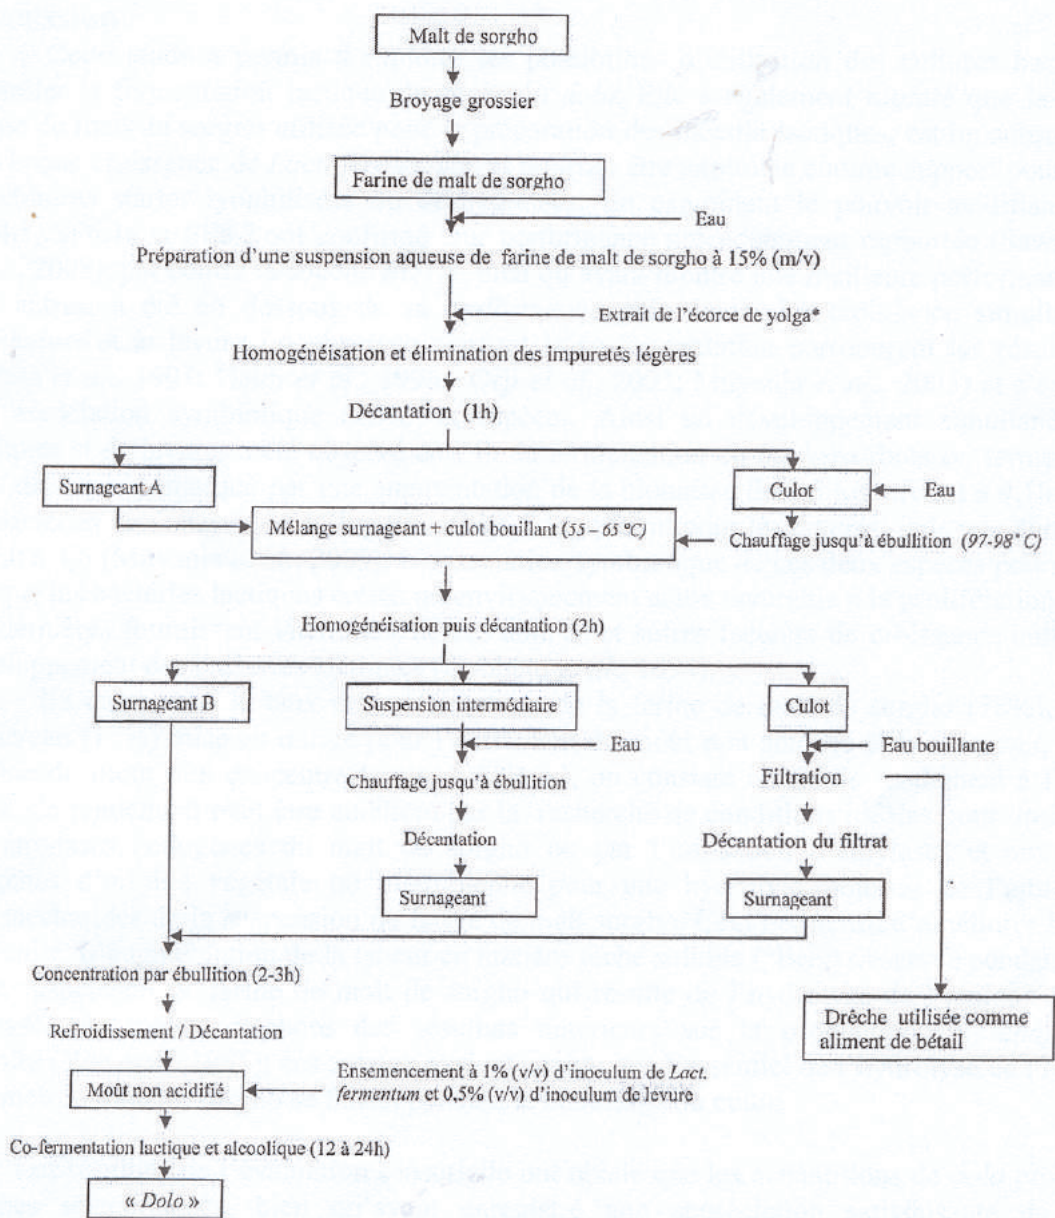 Malt de sorgho
Broyage grossier
Farine de malt de sorgho
Eau
Préparation d'une suspension aqueuse de farine de malt de sorgho à 15% (m/v)
Extrait de l'écorce de yolga*
Homogénéisation et élimination des impuretés légères
Décantation (1h)
Surnageant A
Culot
Eau
Mélange surnageant + culot bouillant (55 – 65 °C)
Chauffage jusqu'à ébullition (97-98° C)
Homogénéisation puis décantation (2h)
Surnageant B
Suspension intermédiaire
Culot
Eau
Eau bouillante
Chauffage jusqu'à ébullition
Filtration
Décantation
Décantation du filtrat
Surnageant
Surnageant
Concentration par ébullition (2-3h)
Refroidissement / Décantation
Drêche utilisée comme
aliment de bétail
Moût non acidifié
Ensemencement à 1% (v/v) d'inoculum de Lact.
fermentum et 0,5% (v/v) d'inoculum de levure
Co-fermentation lactique et alcoolique (12 à 24h)
« Dolo »